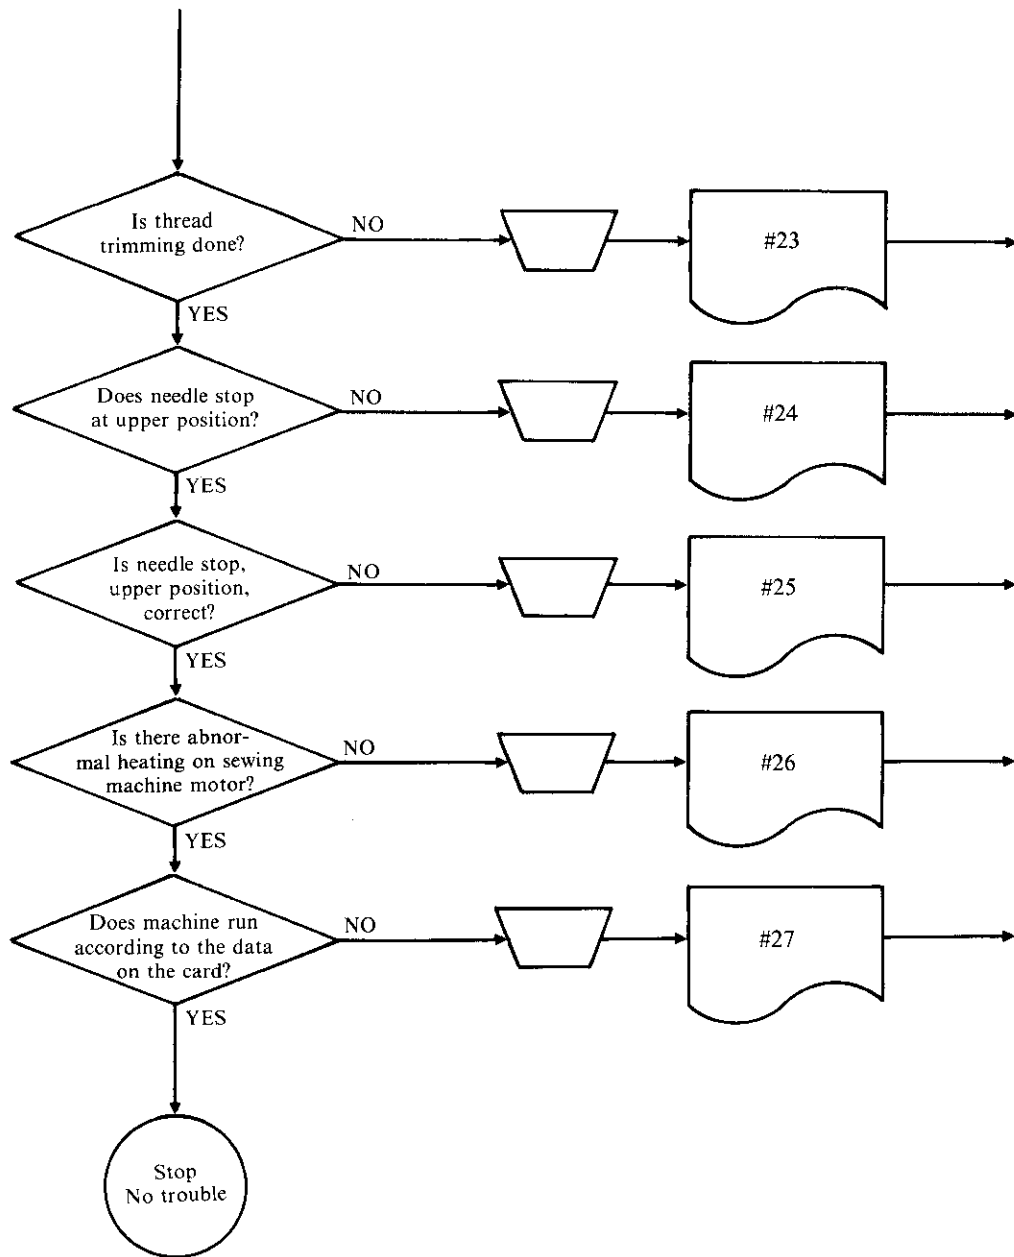 Is thread
trimming done?
NO
#23
YES
Does needle stop
at upper position?
NO
#24
YES
Is needle stop,
upper position,
correct?
NO
#25
YES
Is there abnor-
mal heating on sewing
machine motor?
NO
#26
YES
Does machine run
according to the data
on the card?
NO
#27
YES
Stop
No trouble